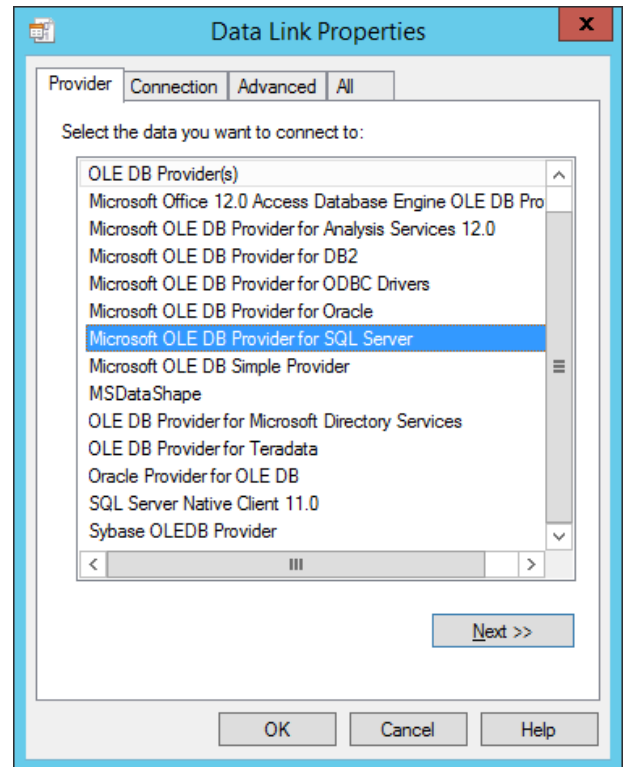 Data Link Properties
x
Provider Connection Advanced All
Select the data you want to connect to:
OLE DB Provider(s)
Microsoft Office 12.0 Access Database Engine OLE DB Pro
Microsoft OLE DB Provider for Analysis Services 12.0
Microsoft OLE DB Provider for DB2
Microsoft OLE DB Provider for ODBC Drivers
Microsoft OLE DB Provider for Oracle
Microsoft OLE DB Provider for SQL Server
Microsoft OLE DB Simple Provider
MSDataShape
OLE DB Provider for Microsoft Directory Services
OLE DB Provider for Teradata
Oracle Provider for OLE DB
SQL Server Native Client 11.0
Sybase OLEDB Provider
Next >>
OK Cancel Help